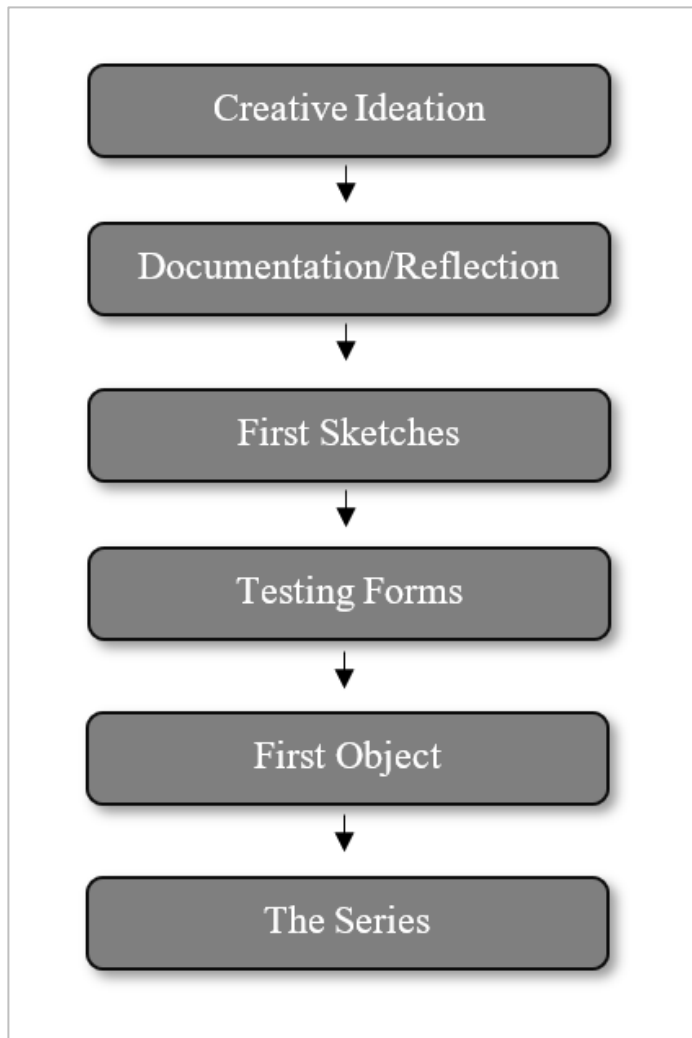 Creative Ideation
Documentation/Reflection
First Sketches
Testing Forms
First Object
The Series